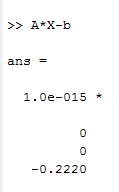 >> A*X-b
ans =
1.0e-015 *
0
0
-0.2220